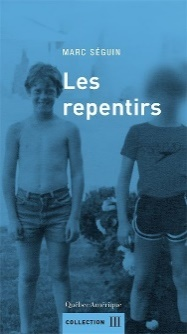 MARC SÉGUIN
Les
repentirs
Québec Amérique
COLLECTION III